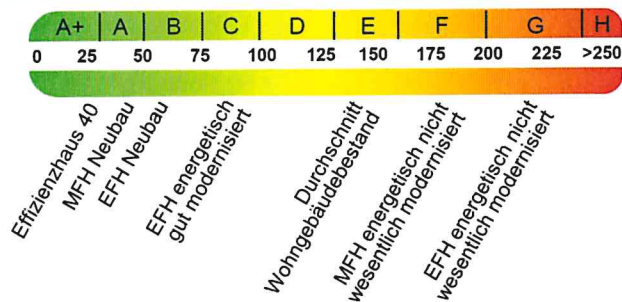 A+ A B C D E F G H
0 25 50 75 100 125 150 175 200 225 >250
Effizienzhaus 40
MFH Neubau
EFH Neubau
EFH energetisch
gut modernisiert
Durchschnitt
Wohngebäudebestand
MFH energetisch nicht
wesentlich modernisiert
EFH energetisch nicht
wesentlich modernisiert